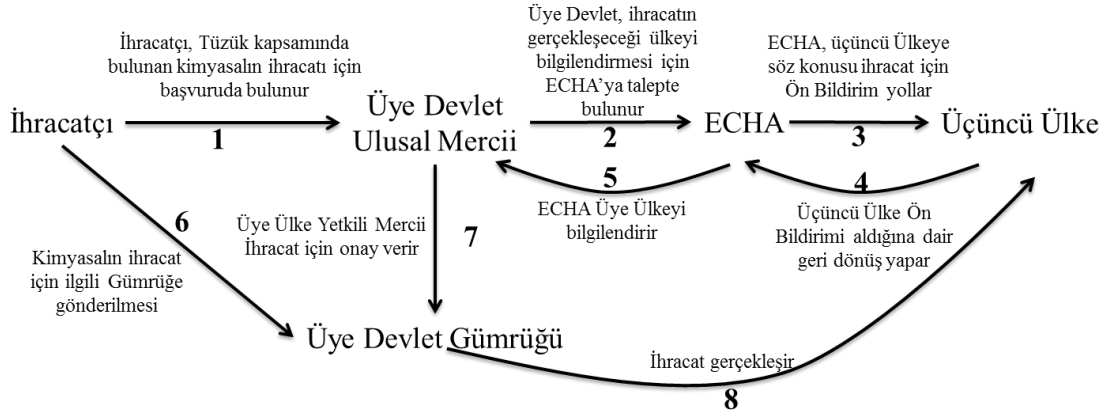 İhracatçı, Tüzük kapsamında
bulunan kimyasalın ihracatı için
başvuruda bulunur
Üye Devlet, ihracatın
gerçekleşeceği ülkeyi
bilgilendirmesi için
ECHA’ya talepte
bulunur
ECHA, üçüncü Ülkeye
söz konusu ihracat için
Ön Bildirim yollar
İhracatçı
1
Üye Devlet
Ulusal Mercii
2
ECHA
3
Üçüncü Ülke
5
4
ECHA Üye Ülkeyi
bilgilendirir
Üçüncü Ülke Ön
Bildirimi aldığına dair
geri dönüş yapar
6
Kimyasalın ihracat
için ilgili Gümrüğe
gönderilmesi
Üye Ülke Yetkili Mercii
İhracat için onay verir
7
Üye Devlet Gümrüğü
İhracat gerçekleşir
8